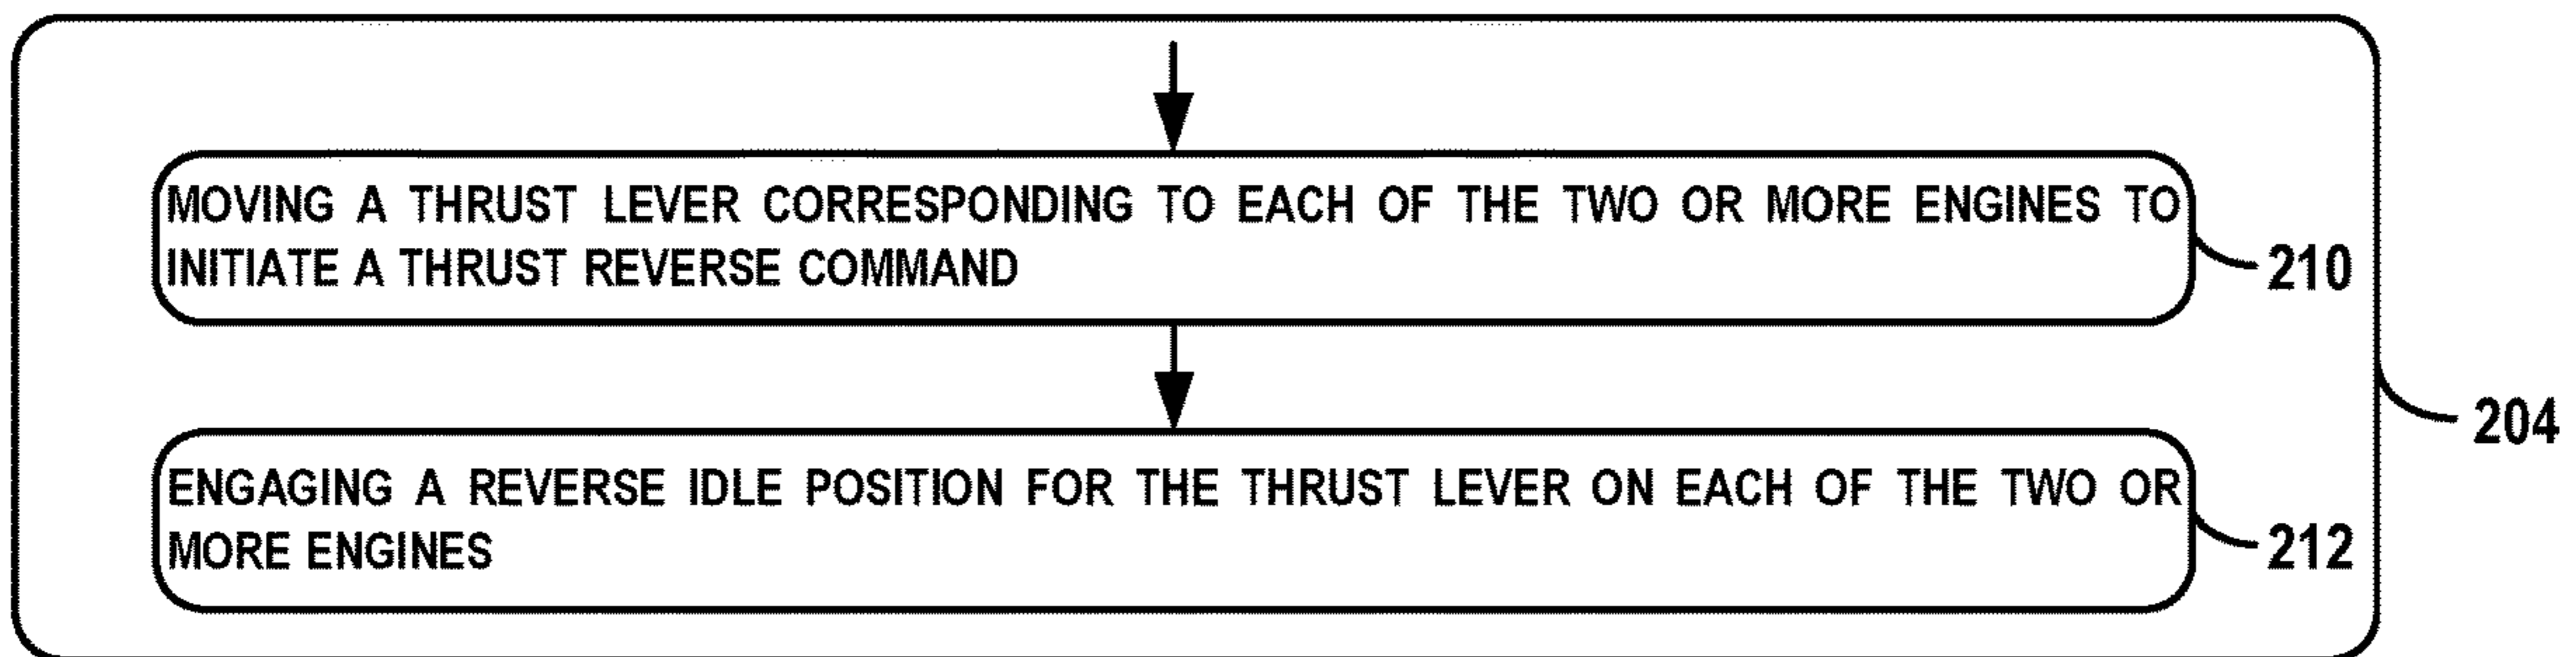 MOVING A THRUST LEVER CORRESPONDING TO EACH OF THE TWO OR MORE ENGINES TO
INITIATE A THRUST REVERSE COMMAND
210
204
ENGAGING A REVERSE IDLE POSITION FOR THE THRUST LEVER ON EACH OF THE TWO OR
MORE ENGINES
212